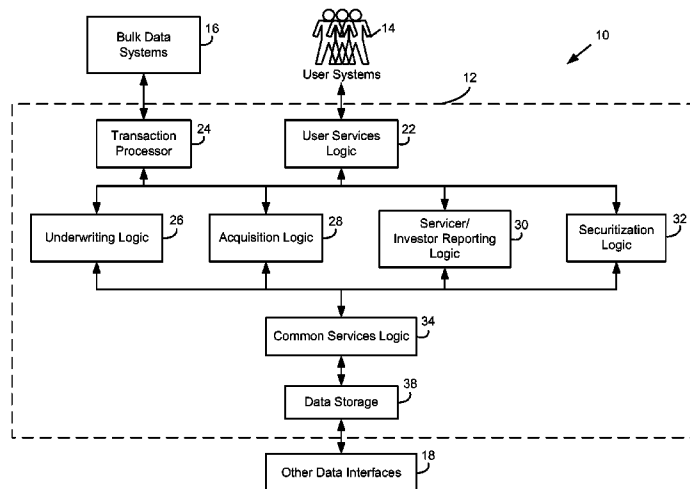 Bulk Data
Systems
16
14
User Systems
10
12
Transaction
Processor
24
User Services
Logic
22
Underwriting Logic
26
Acquisition Logic
28
Servicer/
Investor Reporting
Logic
30
Securitization
Logic
32
Common Services Logic
34
Data Storage
38
Other Data Interfaces
18